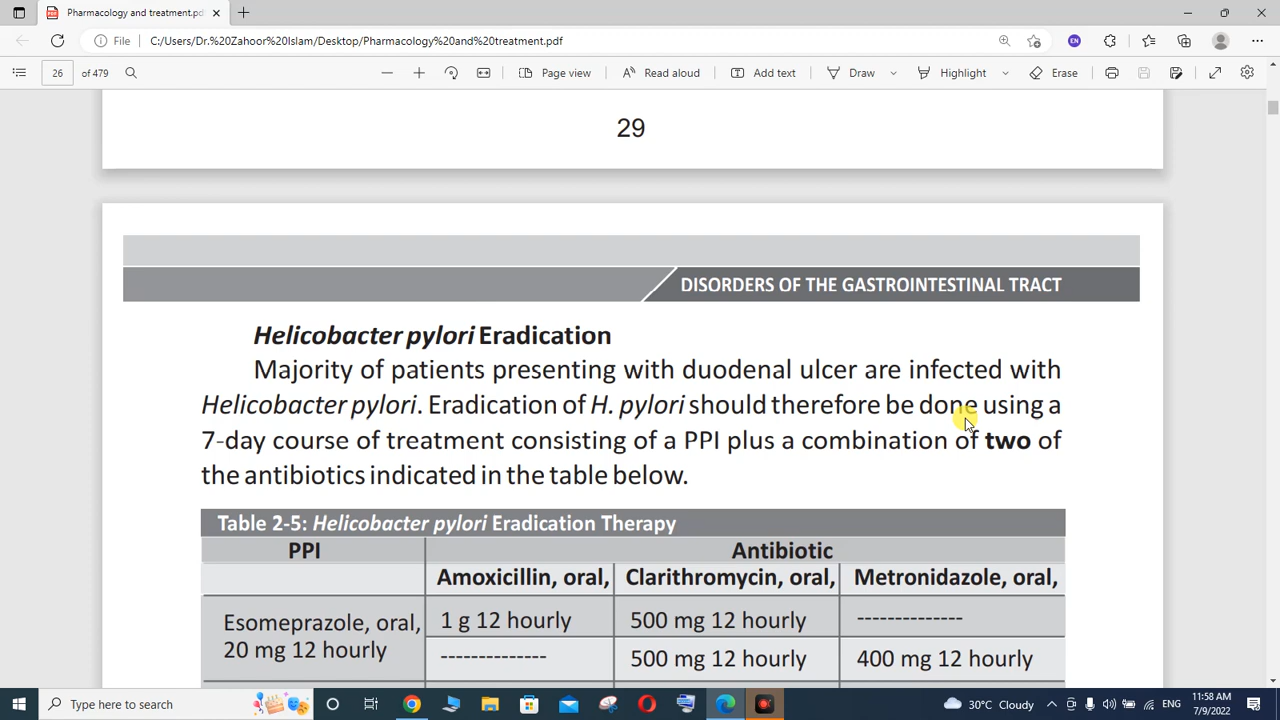 Pharmacology and treatment.pd
File
C:/Users/Dr.%20Zahoor%20Islam/Desktop/Pharmacology%20and%20treatment.pdf
EN
26 of 479
Page view
Read aloud
Add text
Draw
Highlight
Erase
29
DISORDERS OF THE GASTROINTESTINAL TRACT
Helicobacter pylori Eradication
Majority of patients presenting with duodenal ulcer are infected with
Helicobacter pylori. Eradication of H. pylori should therefore be done using a
7-day course of treatment consisting of a PPI plus a combination of two of
the antibiotics indicated in the table below.
Table 2-5: Helicobacter pylori Eradication Therapy
PPI Antibiotic
Amoxicillin, oral, Clarithromycin, oral, Metronidazole, oral,
Esomeprazole, oral, 1 g 12 hourly 500 mg 12 hourly --------------
20 mg 12 hourly -------------- 500 mg 12 hourly 400 mg 12 hourly
Type here to search
30°C Cloudy
ENG
11:58 AM
7/9/2022